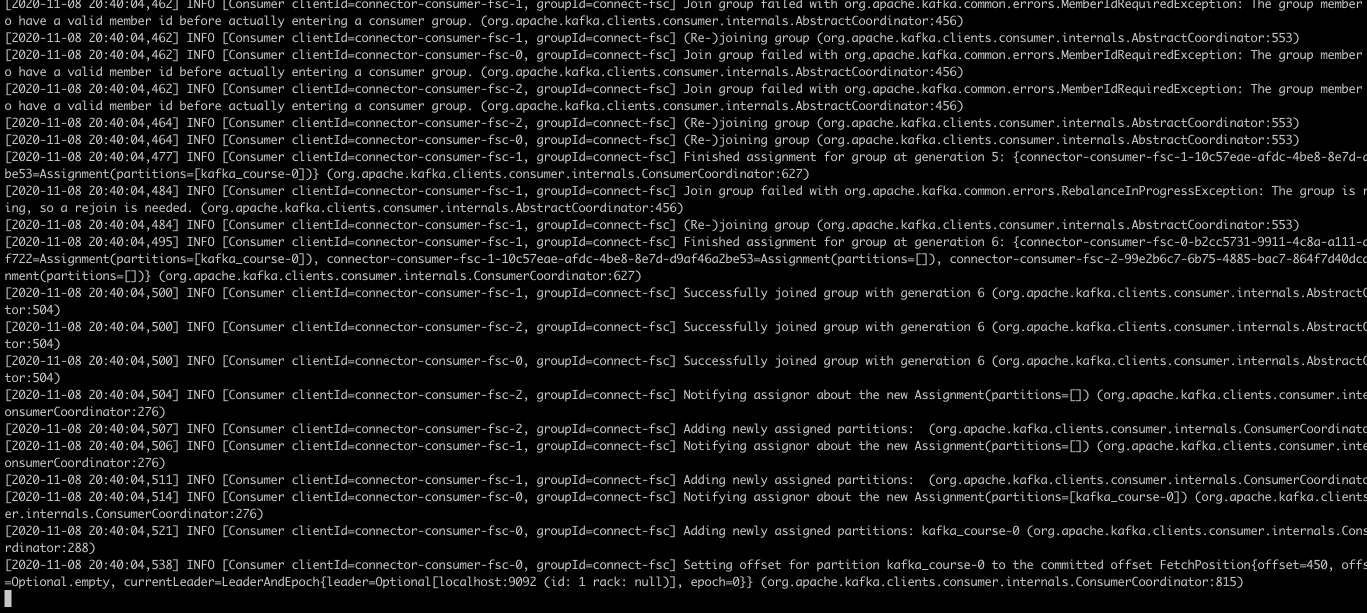 [2020-11-08 20:40:04,462] INFO [Consumer clientId=connector-consumer-fsc-1, groupId=connect-fsc] Join group failed with org.apache.kafka.common.errors.MemberIdRequiredException: The group member
o have a valid member id before actually entering a consumer group. (org.apache.kafka.clients.consumer.internals.AbstractCoordinator:456)
[2020-11-08 20:40:04,462] INFO [Consumer clientId=connector-consumer-fsc-1, groupId=connect-fsc] (Re-)joining group (org.apache.kafka.clients.consumer.internals.AbstractCoordinator:553)
[2020-11-08 20:40:04,462] INFO [Consumer clientId=connector-consumer-fsc-0, groupId=connect-fsc] Join group failed with org.apache.kafka.common.errors.MemberIdRequiredException: The group member
o have a valid member id before actually entering a consumer group. (org.apache.kafka.clients.consumer.internals.AbstractCoordinator:456)
[2020-11-08 20:40:04,462] INFO [Consumer clientId=connector-consumer-fsc-2, groupId=connect-fsc] Join group failed with org.apache.kafka.common.errors.MemberIdRequiredException: The group member
o have a valid member id before actually entering a consumer group. (org.apache.kafka.clients.consumer.internals.AbstractCoordinator:456)
[2020-11-08 20:40:04,464] INFO [Consumer clientId=connector-consumer-fsc-2, groupId=connect-fsc] (Re-)joining group (org.apache.kafka.clients.consumer.internals.AbstractCoordinator:553)
[2020-11-08 20:40:04,464] INFO [Consumer clientId=connector-consumer-fsc-0, groupId=connect-fsc] (Re-)joining group (org.apache.kafka.clients.consumer.internals.AbstractCoordinator:553)
[2020-11-08 20:40:04,477] INFO [Consumer clientId=connector-consumer-fsc-1, groupId=connect-fsc] Finished assignment for group at generation 5: {connector-consumer-fsc-1-10c57eae-afdc-4be8-8e7d-d
be53=Assignment(partitions=[kafka_course-0])} (org.apache.kafka.clients.consumer.internals.ConsumerCoordinator:627)
[2020-11-08 20:40:04,484] INFO [Consumer clientId=connector-consumer-fsc-1, groupId=connect-fsc] Join group failed with org.apache.kafka.common.errors.RebalanceInProgressException: The group is r
ing, so a rejoin is needed. (org.apache.kafka.clients.consumer.internals.AbstractCoordinator:456)
[2020-11-08 20:40:04,484] INFO [Consumer clientId=connector-consumer-fsc-1, groupId=connect-fsc] (Re-)joining group (org.apache.kafka.clients.consumer.internals.AbstractCoordinator:553)
[2020-11-08 20:40:04,495] INFO [Consumer clientId=connector-consumer-fsc-1, groupId=connect-fsc] Finished assignment for group at generation 6: {connector-consumer-fsc-0-b2cc5731-9911-4c8a-a111-
f722=Assignment(partitions=[kafka_course-0]), connector-consumer-fsc-1-10c57eae-afdc-4be8-8e7d-d9af46a2be53=Assignment(partitions=[]), connector-consumer-fsc-2-99e2b6c7-6b75-4885-bac7-864f7d40dc
nment(partitions=[])} (org.apache.kafka.clients.consumer.internals.ConsumerCoordinator:627)
[2020-11-08 20:40:04,500] INFO [Consumer clientId=connector-consumer-fsc-1, groupId=connect-fsc] Successfully joined group with generation 6 (org.apache.kafka.clients.consumer.internals.AbstractC
tor:504)
[2020-11-08 20:40:04,500] INFO [Consumer clientId=connector-consumer-fsc-2, groupId=connect-fsc] Successfully joined group with generation 6 (org.apache.kafka.clients.consumer.internals.AbstractC
tor:504)
[2020-11-08 20:40:04,500] INFO [Consumer clientId=connector-consumer-fsc-0, groupId=connect-fsc] Successfully joined group with generation 6 (org.apache.kafka.clients.consumer.internals.AbstractC
tor:504)
[2020-11-08 20:40:04,504] INFO [Consumer clientId=connector-consumer-fsc-2, groupId=connect-fsc] Notifying assignor about the new Assignment(partitions=[]) (org.apache.kafka.clients.consumer.inte
onsumerCoordinator:276)
[2020-11-08 20:40:04,507] INFO [Consumer clientId=connector-consumer-fsc-2, groupId=connect-fsc] Adding newly assigned partitions:  (org.apache.kafka.clients.consumer.internals.ConsumerCoordinato
[2020-11-08 20:40:04,506] INFO [Consumer clientId=connector-consumer-fsc-1, groupId=connect-fsc] Notifying assignor about the new Assignment(partitions=[]) (org.apache.kafka.clients.consumer.inte
onsumerCoordinator:276)
[2020-11-08 20:40:04,511] INFO [Consumer clientId=connector-consumer-fsc-1, groupId=connect-fsc] Adding newly assigned partitions:  (org.apache.kafka.clients.consumer.internals.ConsumerCoordinato
[2020-11-08 20:40:04,514] INFO [Consumer clientId=connector-consumer-fsc-0, groupId=connect-fsc] Notifying assignor about the new Assignment(partitions=[kafka_course-0]) (org.apache.kafka.clients
er.internals.ConsumerCoordinator:276)
[2020-11-08 20:40:04,521] INFO [Consumer clientId=connector-consumer-fsc-0, groupId=connect-fsc] Adding newly assigned partitions: kafka_course-0 (org.apache.kafka.clients.consumer.internals.Cons
rdinator:288)
[2020-11-08 20:40:04,538] INFO [Consumer clientId=connector-consumer-fsc-0, groupId=connect-fsc] Setting offset for partition kafka_course-0 to the committed offset FetchPosition{offset=450, offs
=Optional.empty, currentLeader=LeaderAndEpoch{leader=Optional[localhost:9092 (id: 1 rack: null)], epoch=0}} (org.apache.kafka.clients.consumer.internals.ConsumerCoordinator:815)